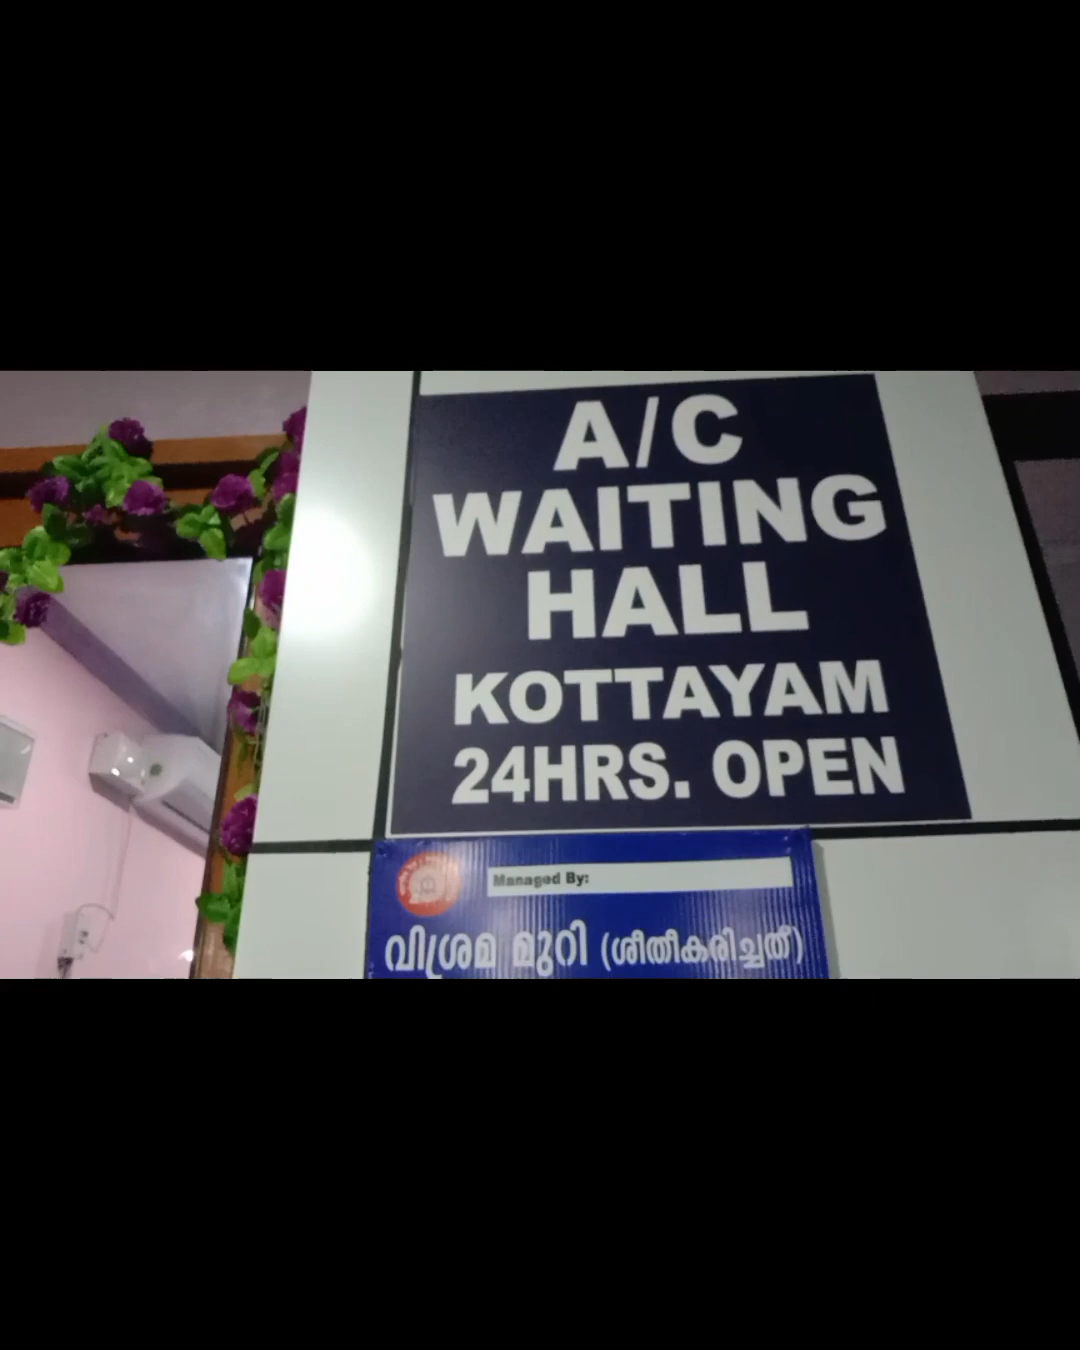 A/C
WAITING
HALL
KOTTAYAM
24HRS. OPEN
Managed By:
വിശ്രമ മുറി (ശീതീകരിച്ചത്)